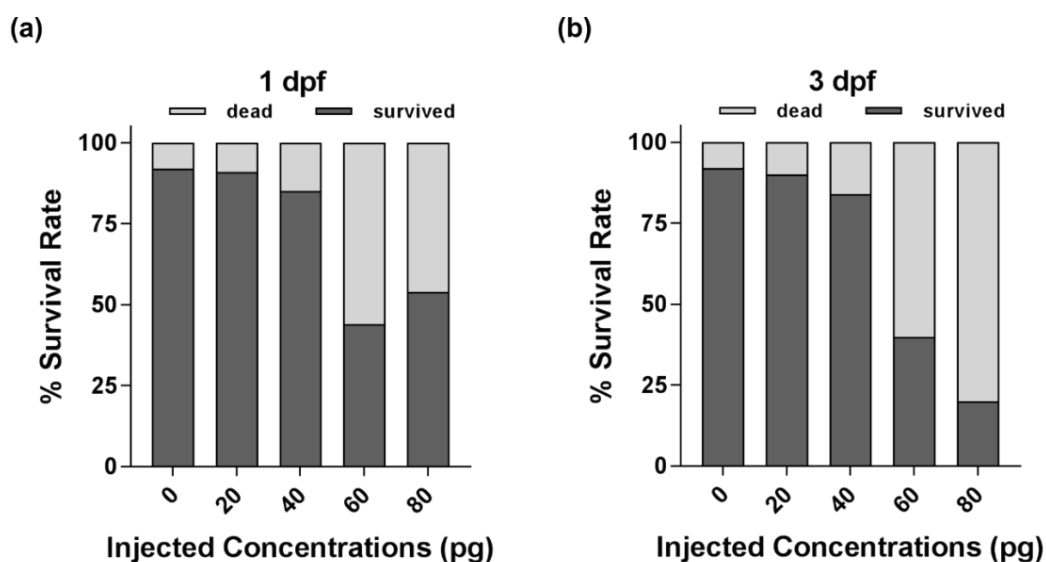 (a)
1 dpf
dead survived
% Survival Rate
100
75
50
25
0
0 20 40 60 80
Injected Concentrations (pg)
(b)
3 dpf
dead survived
% Survival Rate
100
75
50
25
0
0 20 40 60 80
Injected Concentrations (pg)